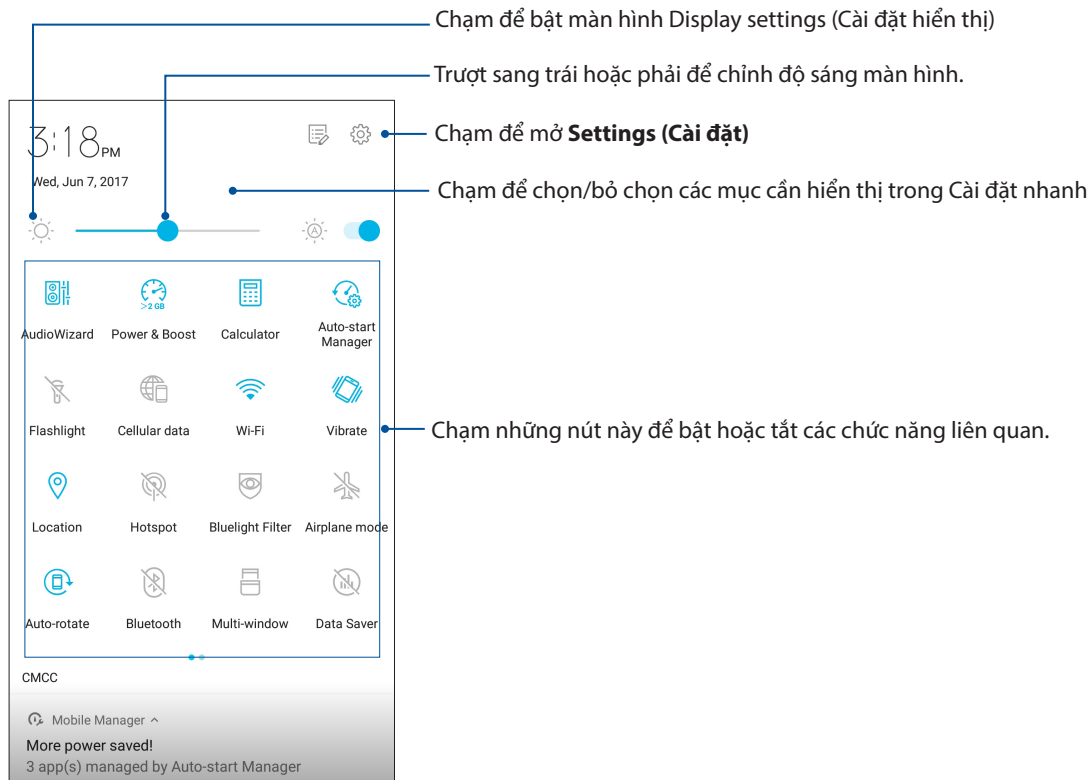 Chạm để bật màn hình Display settings (Cài đặt hiển thị)
Trượt sang trái hoặc phải để chỉnh độ sáng màn hình.
Chạm để mở Settings (Cài đặt)
Chạm để chọn/bỏ chọn các mục cần hiển thị trong Cài đặt nhanh
3:18 PM
Wed, Jun 7, 2017
A
>2 GB
AudioWizard Power & Boost Calculator Auto-start
Manager
Flashlight Cellular data Wi-Fi Vibrate
Chạm những nút này để bật hoặc tắt các chức năng liên quan.
Location Hotspot Bluelight Filter Airplane mode
Auto-rotate Bluetooth Multi-window Data Saver
CMCC
Mobile Manager
More power saved!
3 app(s) managed by Auto-start Manager